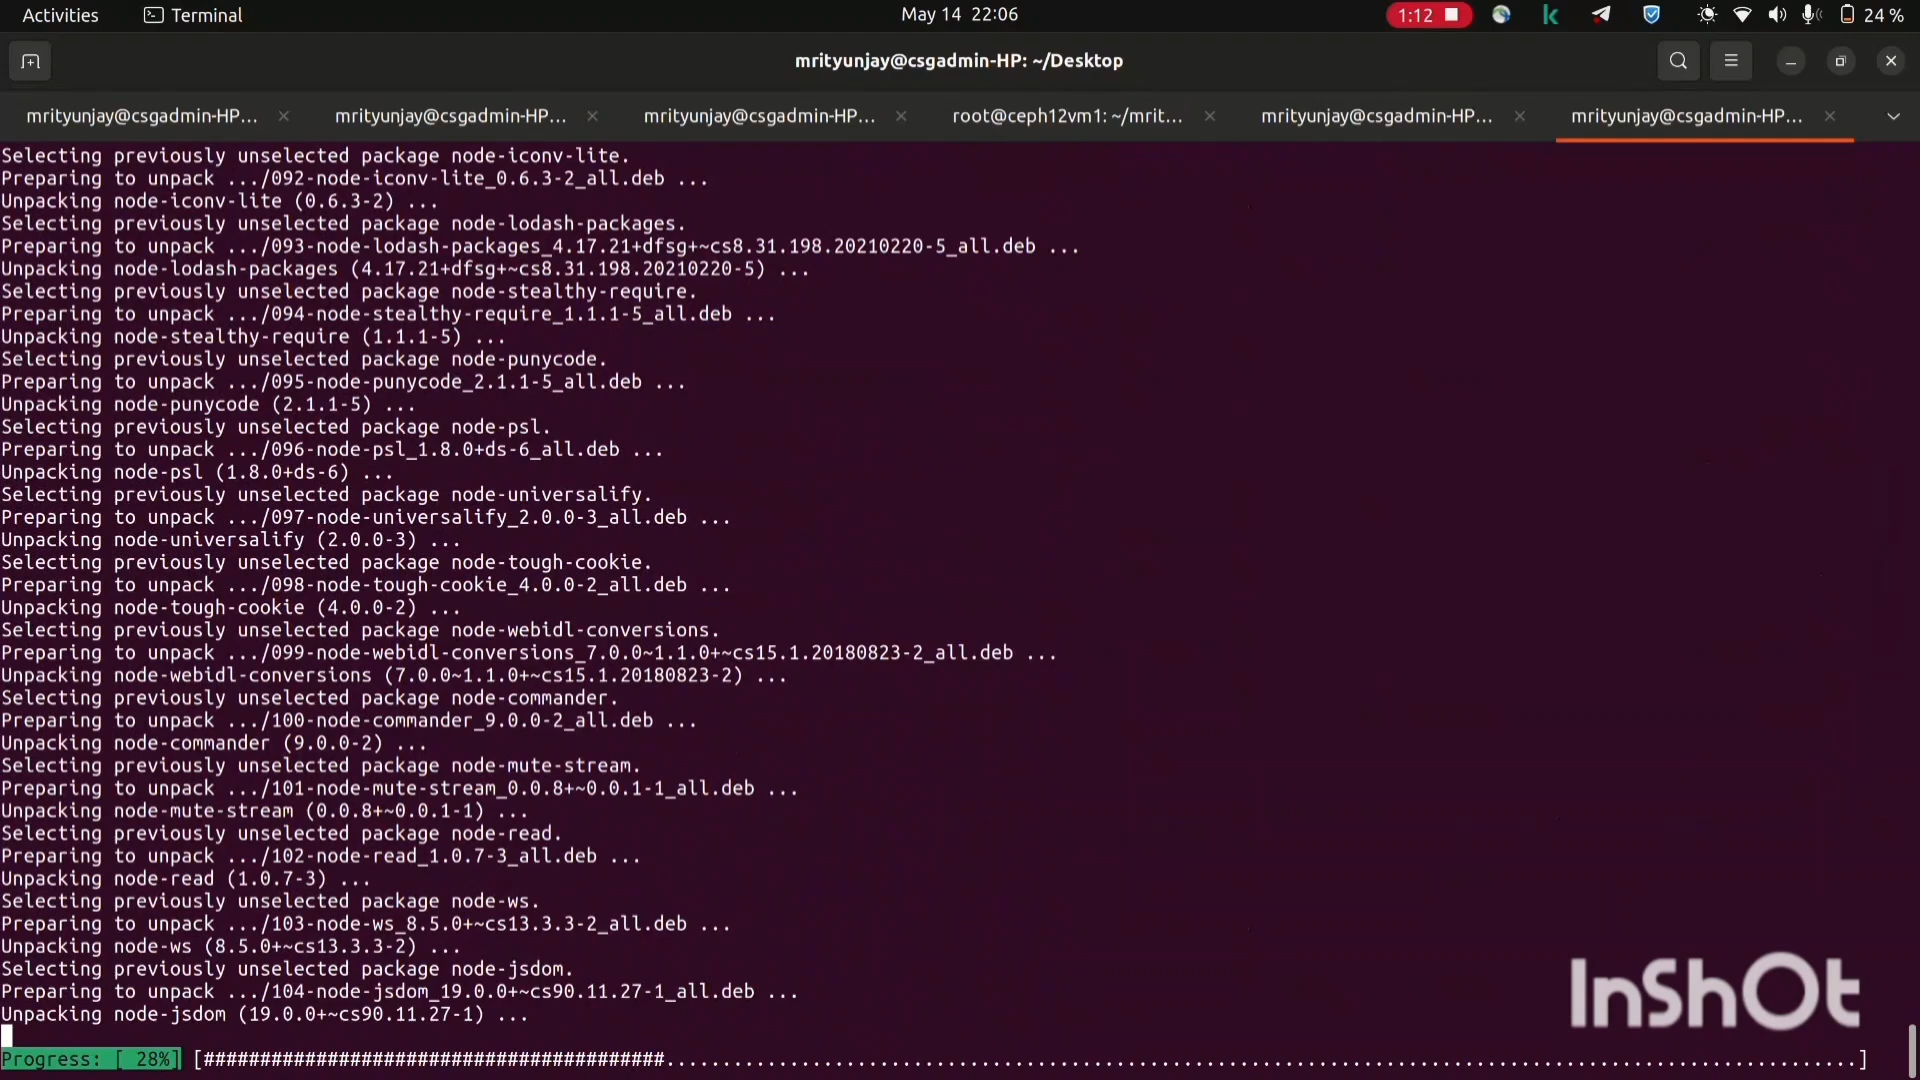 Activities Terminal May 14 22:06 1:12 24 %
mrityunjay@csgadmin-HP: ~/Desktop
mrityunjay@csgadmin-HP... mrityunjay@csgadmin-HP... mrityunjay@csgadmin-HP... root@ceph12vm1: ~/mrit... mrityunjay@csgadmin-HP... mrityunjay@csgadmin-HP...
Selecting previously unselected package node-iconv-lite.
Preparing to unpack .../092-node-iconv-lite_0.6.3-2_all.deb ...
Unpacking node-iconv-lite (0.6.3-2) ...
Selecting previously unselected package node-lodash-packages.
Preparing to unpack .../093-node-lodash-packages_4.17.21+dfsg+~cs8.31.198.20210220-5_all.deb ...
Unpacking node-lodash-packages (4.17.21+dfsg+~cs8.31.198.20210220-5) ...
Selecting previously unselected package node-stealthy-require.
Preparing to unpack .../094-node-stealthy-require_1.1.1-5_all.deb ...
Unpacking node-stealthy-require (1.1.1-5) ...
Selecting previously unselected package node-punycode.
Preparing to unpack .../095-node-punycode_2.1.1-5_all.deb ...
Unpacking node-punycode (2.1.1-5) ...
Selecting previously unselected package node-psl.
Preparing to unpack .../096-node-psl_1.8.0+ds-6_all.deb ...
Unpacking node-psl (1.8.0+ds-6) ...
Selecting previously unselected package node-universalify.
Preparing to unpack .../097-node-universalify_2.0.0-3_all.deb ...
Unpacking node-universalify (2.0.0-3) ...
Selecting previously unselected package node-tough-cookie.
Preparing to unpack .../098-node-tough-cookie_4.0.0-2_all.deb ...
Unpacking node-tough-cookie (4.0.0-2) ...
Selecting previously unselected package node-webidl-conversions.
Preparing to unpack .../099-node-webidl-conversions_7.0.0~1.1.0+~cs15.1.20180823-2_all.deb ...
Unpacking node-webidl-conversions (7.0.0~1.1.0+~cs15.1.20180823-2) ...
Selecting previously unselected package node-commander.
Preparing to unpack .../100-node-commander_9.0.0-2_all.deb ...
Unpacking node-commander (9.0.0-2) ...
Selecting previously unselected package node-mute-stream.
Preparing to unpack .../101-node-mute-stream_0.0.8+~0.0.1-1_all.deb ...
Unpacking node-mute-stream (0.0.8+~0.0.1-1) ...
Selecting previously unselected package node-read.
Preparing to unpack .../102-node-read_1.0.7-3_all.deb ...
Unpacking node-read (1.0.7-3) ...
Selecting previously unselected package node-ws.
Preparing to unpack .../103-node-ws_8.5.0+~cs13.3.3-2_all.deb ...
Unpacking node-ws (8.5.0+~cs13.3.3-2) ...
Selecting previously unselected package node-jsdom.
Preparing to unpack .../104-node-jsdom_19.0.0+~cs90.11.27-1_all.deb ...
Unpacking node-jsdom (19.0.0+~cs90.11.27-1) ...
InShOt
Progress: [ 28%] [#########################################..........................................................................................................]